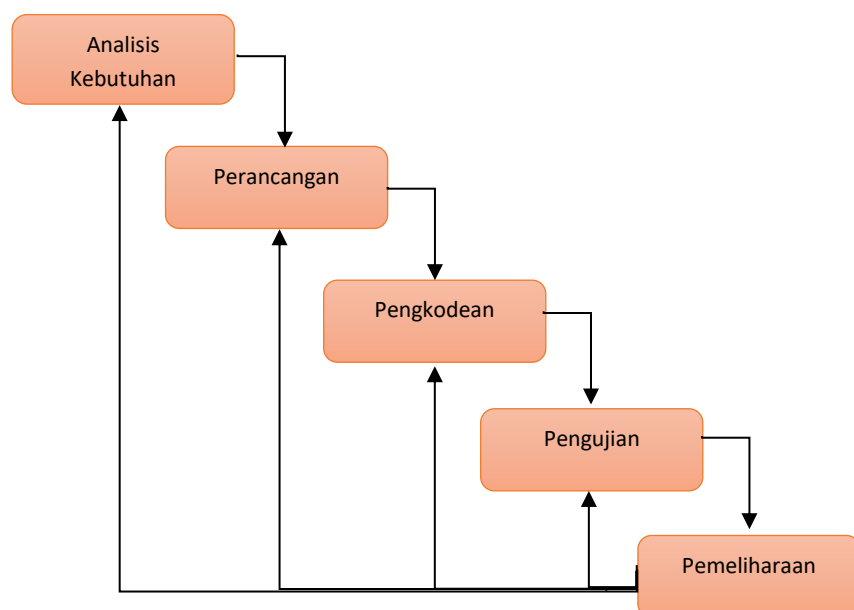 Analisis
Kebutuhan
Perancangan
Pengkodean
Pengujian
Pemeliharaan